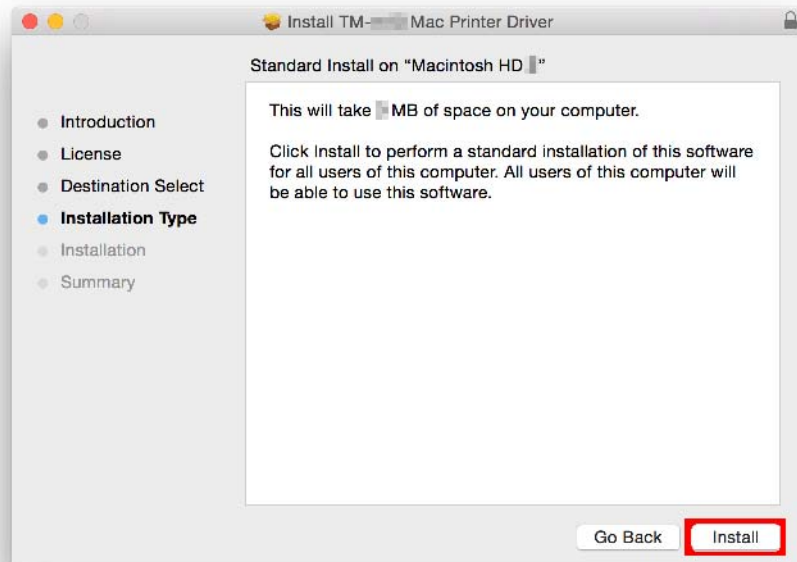 Install TM- Mac Printer Driver
Standard Install on “Macintosh HD ”
Introduction
License
Destination Select
Installation Type
Installation
Summary
This will take MB of space on your computer.
Click Install to perform a standard installation of this software
for all users of this computer. All users of this computer will
be able to use this software.
Go Back
Install